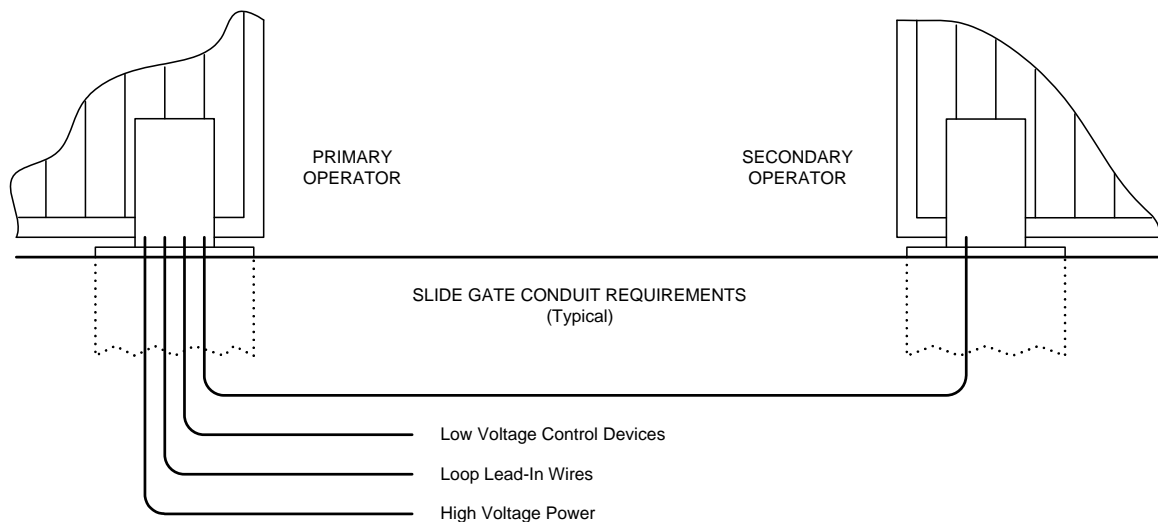 PRIMARY
OPERATOR
SECONDARY
OPERATOR
SLIDE GATE CONDUIT REQUIREMENTS
(Typical)
Low Voltage Control Devices
Loop Lead-In Wires
High Voltage Power